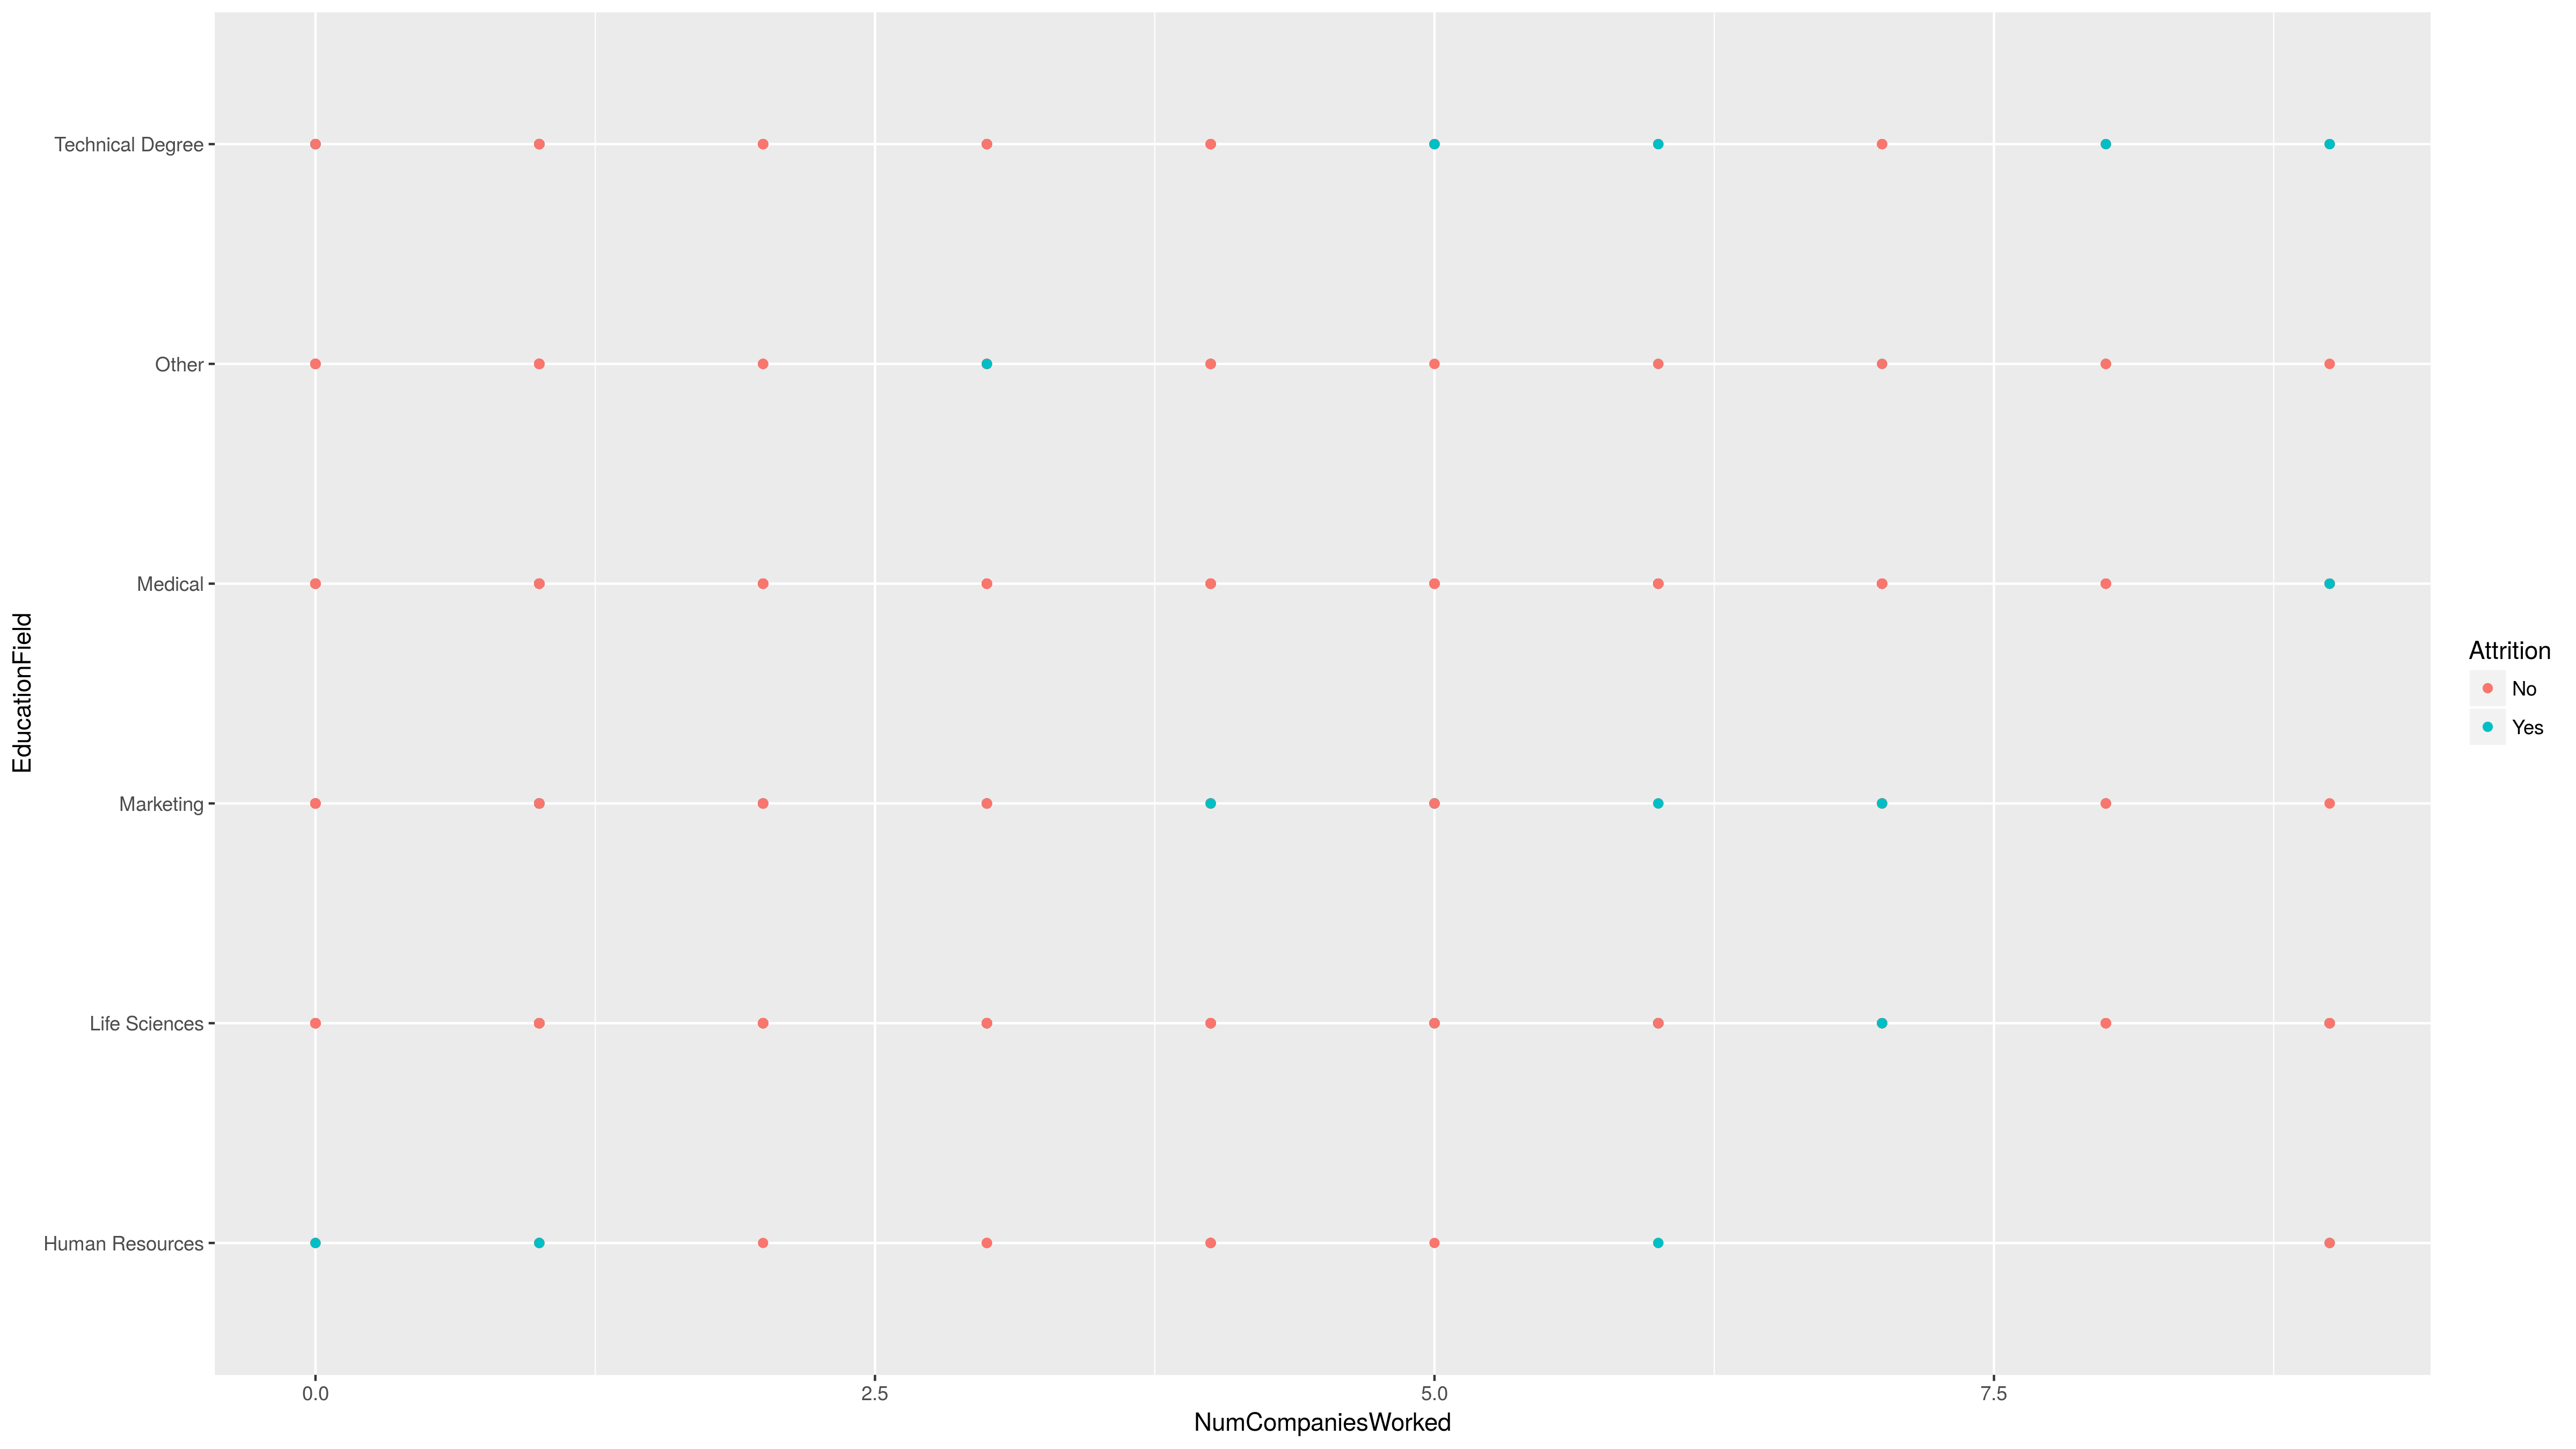 Technical Degree
Other
Medical
Marketing
Life Sciences
Human Resources
EducationField
0.0 2.5 5.0 7.5
NumCompaniesWorked
Attrition
No
Yes